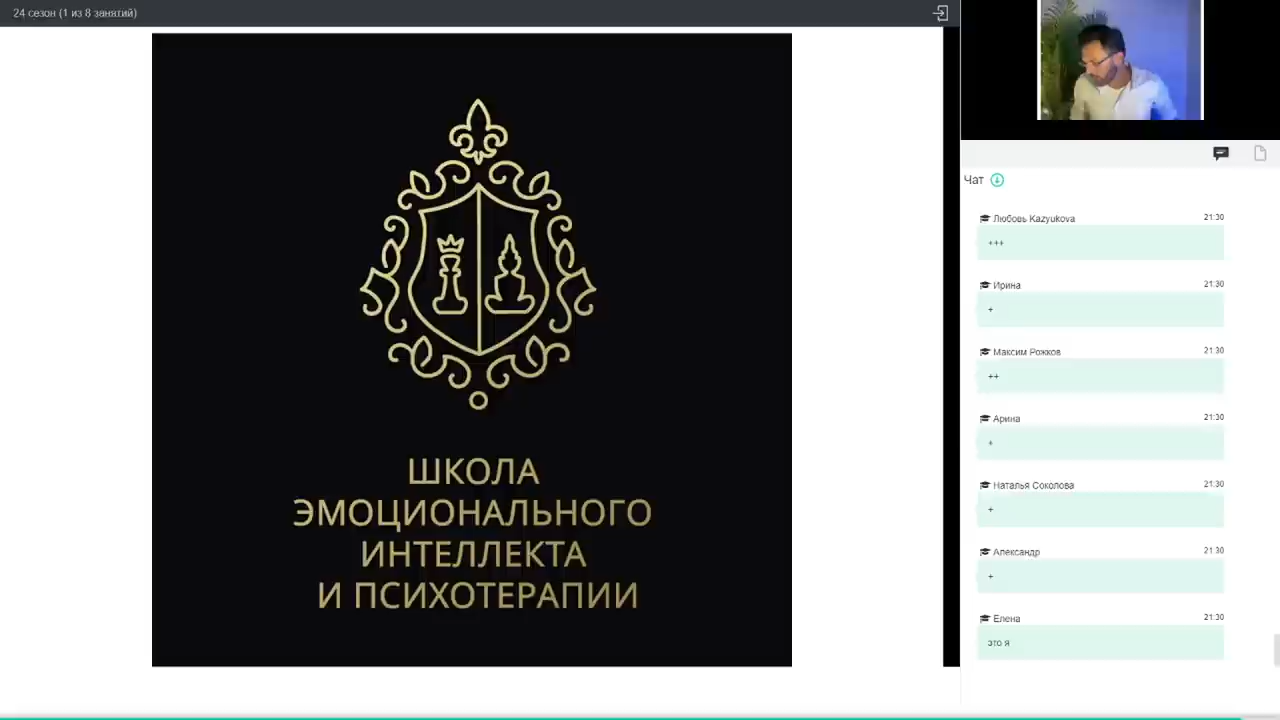 24 сезон (1 из 8 занятий)
ШКОЛА
ЭМОЦИОНАЛЬНОГО
ИНТЕЛЛЕКТА
И ПСИХОТЕРАПИИ
Чат
Любовь Kazyukova 21:30
+++
Ирина 21:30
+
Максим Рожков 21:30
++
Арина 21:30
+
Наталья Соколова 21:30
+
Александр 21:30
+
Елена 21:30
это я